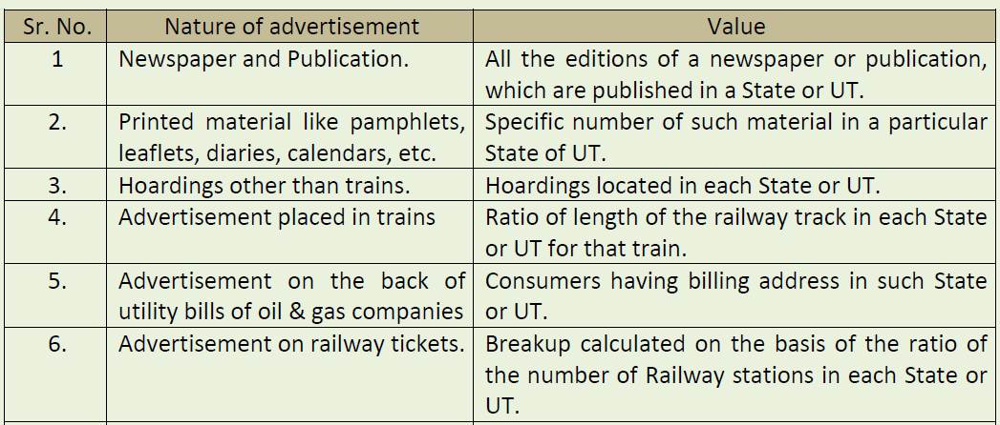 Sr. No. Nature of advertisement Value
1 Newspaper and Publication. All the editions of a newspaper or publication,
which are published in a State or UT.
2. Printed material like pamphlets, Specific number of such material in a particular
leaflets, diaries, calendars, etc. State of UT.
3. Hoardings other than trains. Hoardings located in each State or UT.
4. Advertisement placed in trains Ratio of length of the railway track in each State
or UT for that train.
5. Advertisement on the back of Consumers having billing address in such State
utility bills of oil & gas companies or UT.
6. Advertisement on railway tickets. Breakup calculated on the basis of the ratio of
the number of Railway stations in each State or
UT.